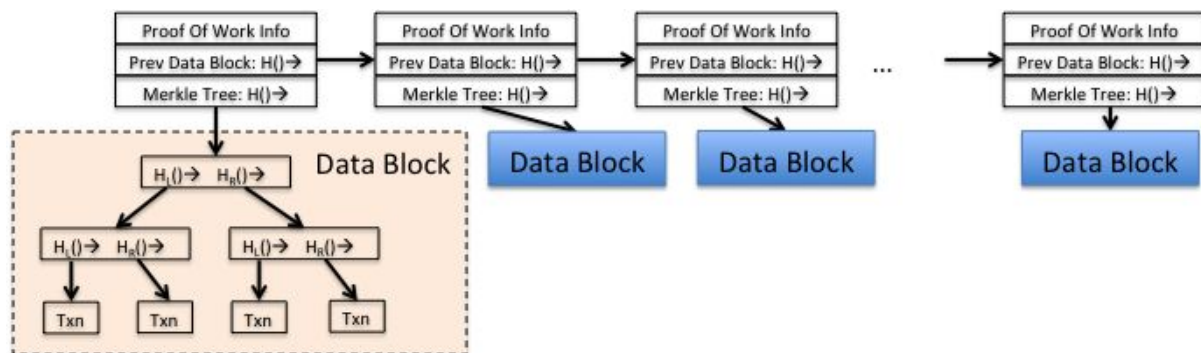 Proof Of Work Info
Prev Data Block: H()→
Merkle Tree: H()→
Proof Of Work Info
Prev Data Block: H()→
Merkle Tree: H()→
Proof Of Work Info
Prev Data Block: H()→
Merkle Tree: H()→
...
Proof Of Work Info
Prev Data Block: H()→
Merkle Tree: H()→
Data Block
Data Block
Data Block
Data Block
H_L()→ H_R()→
H_L()→ H_R()→
H_L()→ H_R()→
Txn
Txn
Txn
Txn